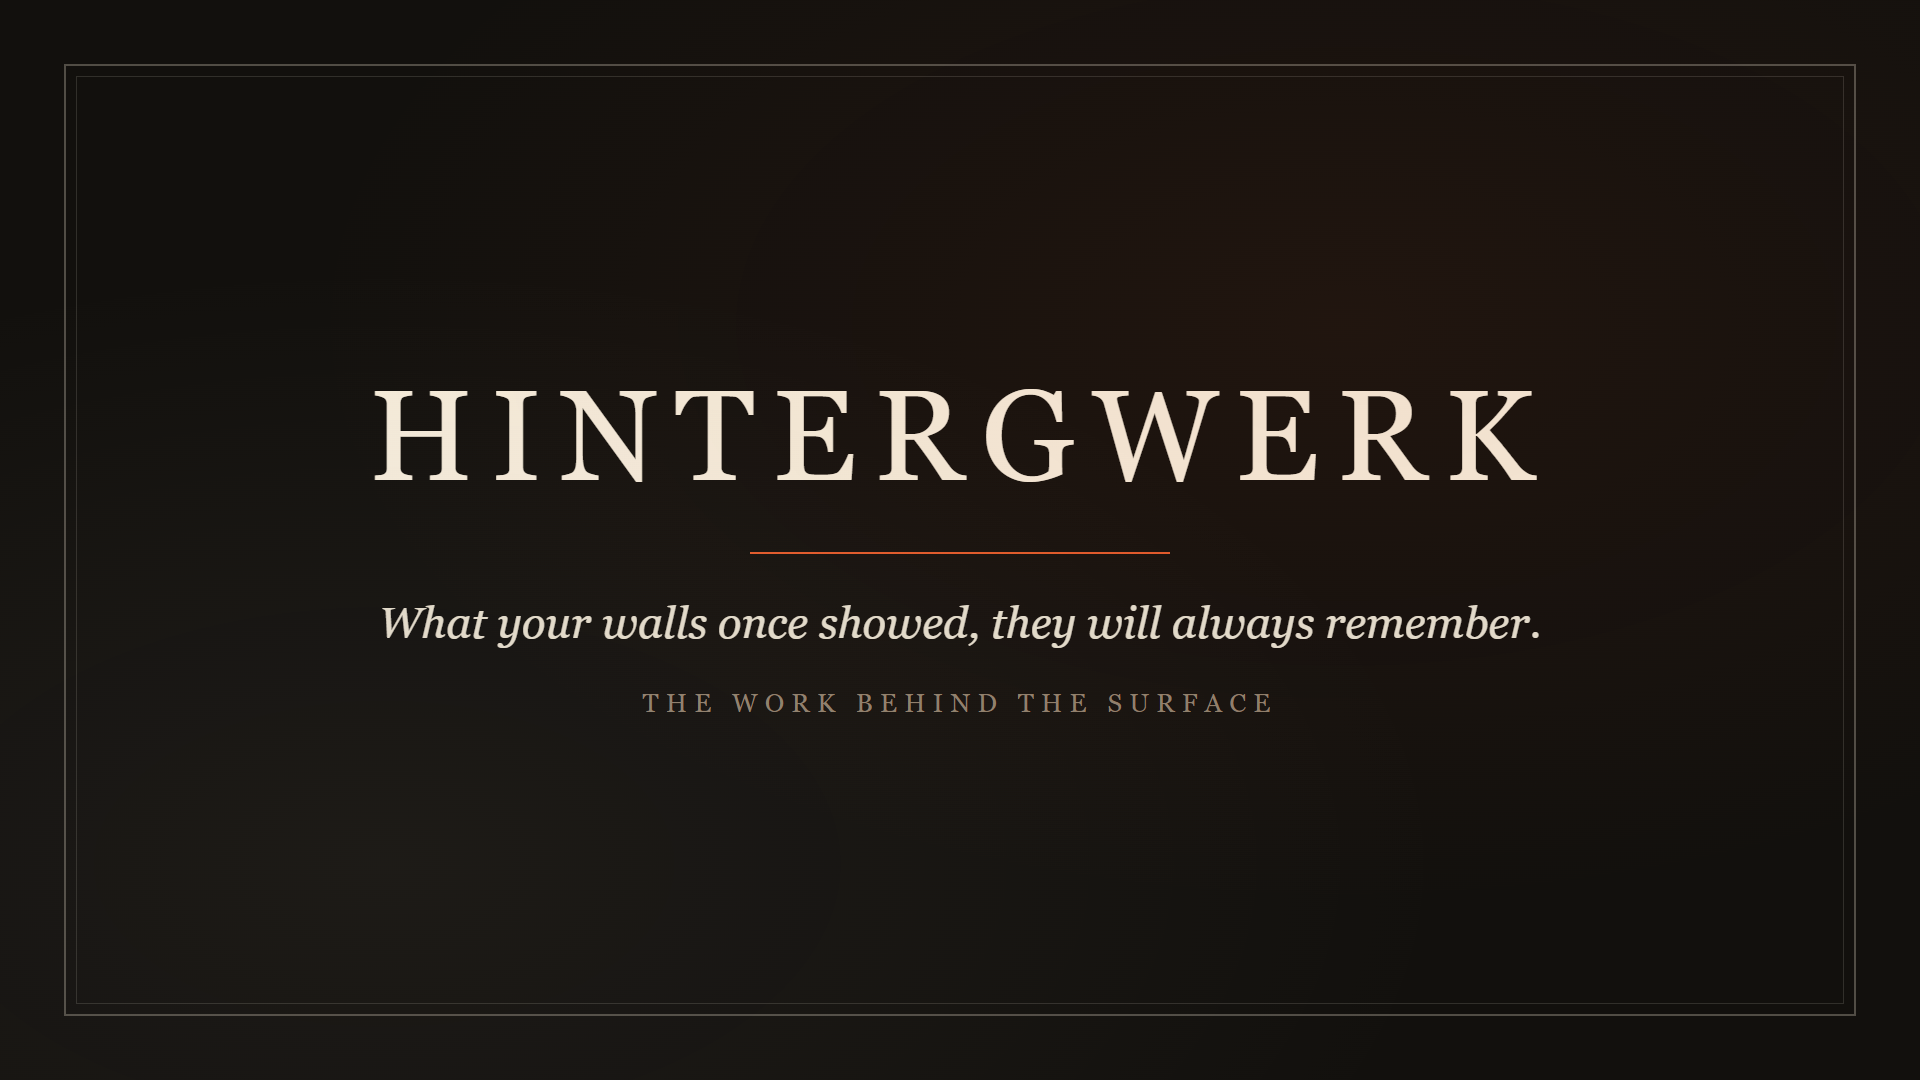 HINTERGWERK
What your walls once showed, they will always remember.
THE WORK BEHIND THE SURFACE